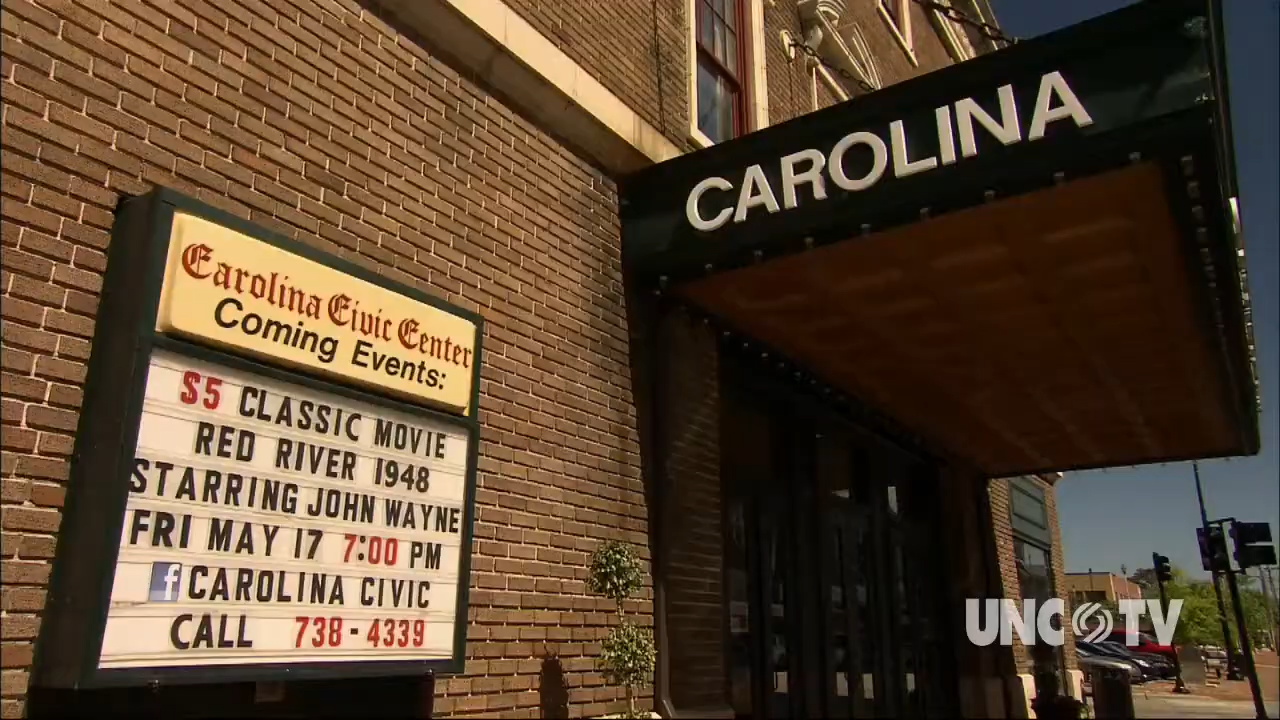 CAROLINA
Carolina Civic Center
Coming Events:
$5 CLASSIC MOVIE
RED RIVER 1948
STARRING JOHN WAYNE
FRI MAY 17 7:00 PM
f CAROLINA CIVIC
CALL 738-4339
UNC TV